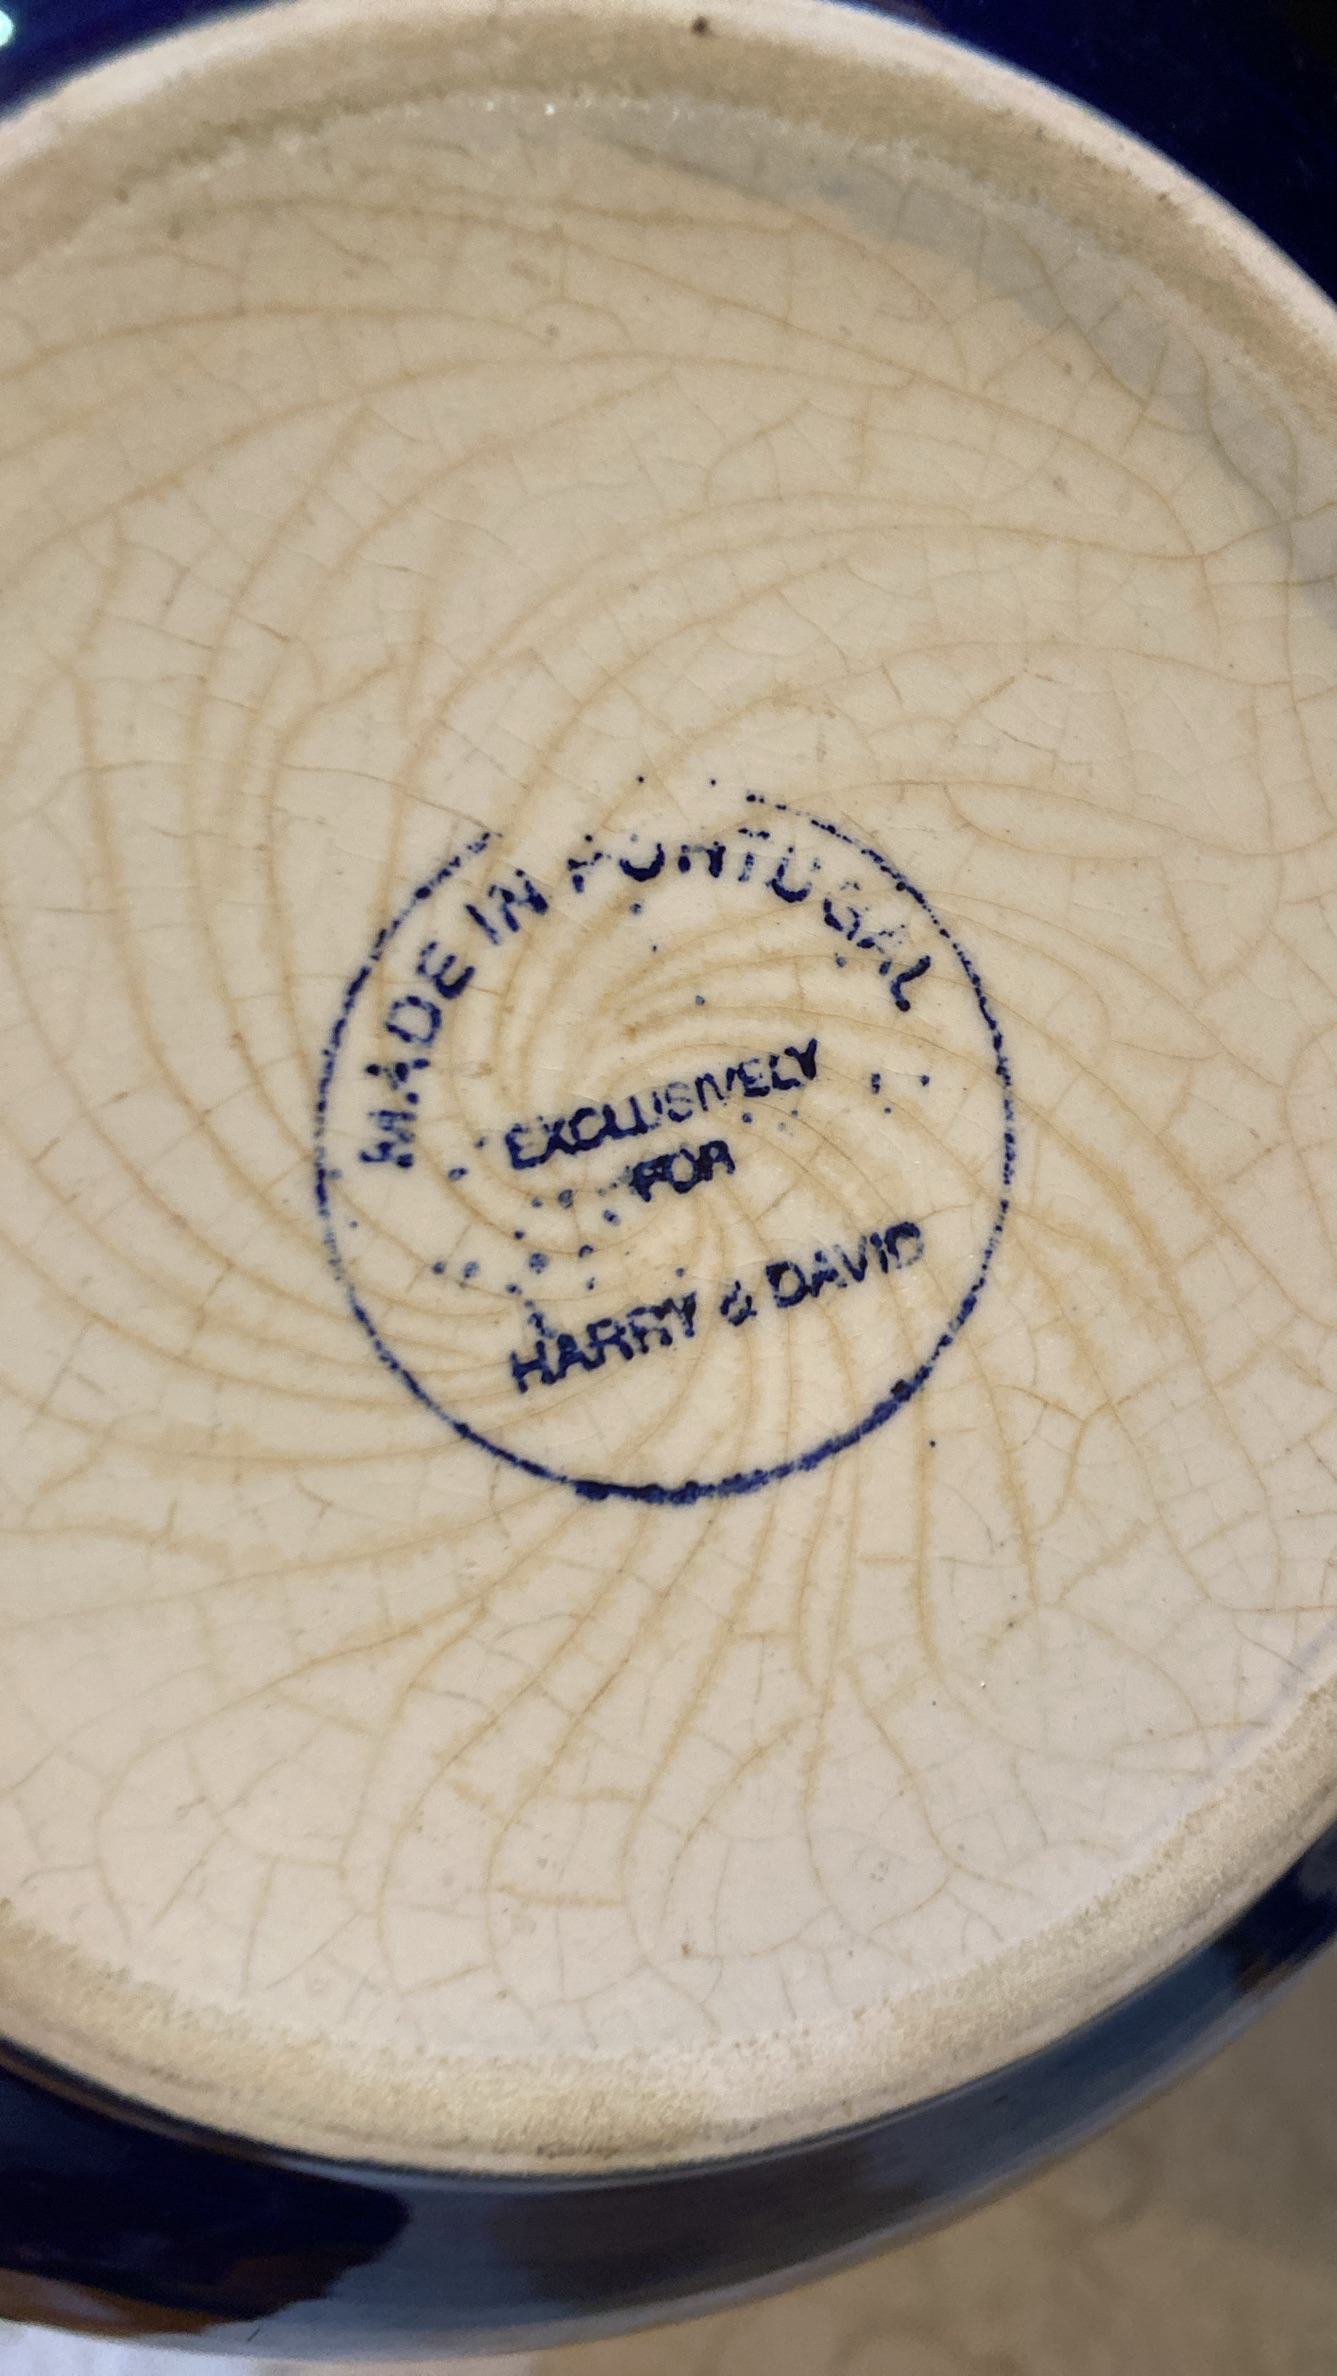 MADE IN PORTUGAL
EXCLUSIVELY
FOR
HARRY & DAVID